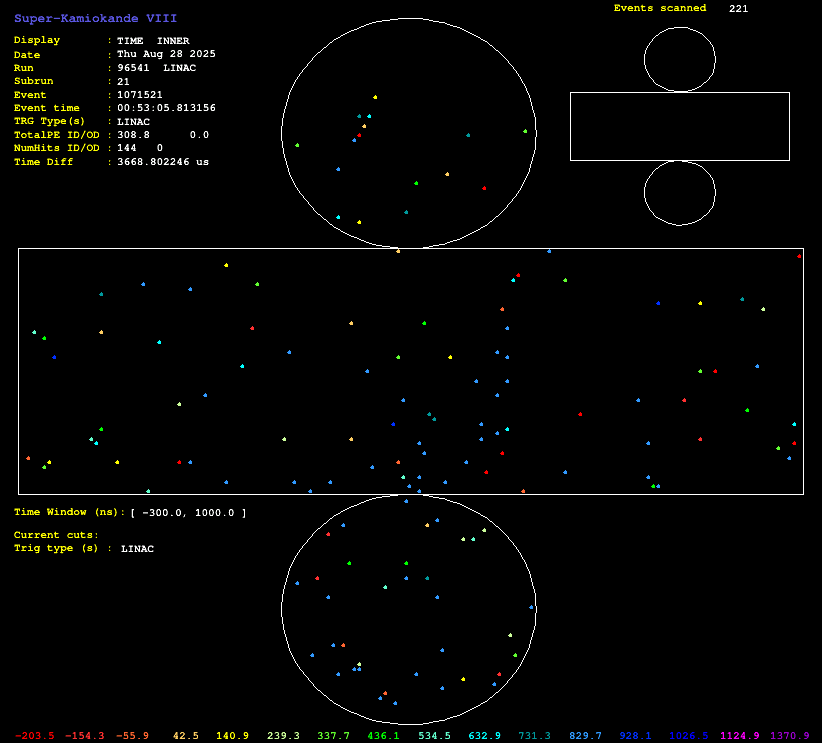 Super-Kamiokande VIII
Events scanned 221
Display : TIME INNER
Date : Thu Aug 28 2025
Run : 96541 LINAC
Subrun : 21
Event : 1071521
Event time : 00:53:05.813156
TRG Type(s) : LINAC
TotalPE ID/OD : 308.8 0.0
NumHits ID/OD : 144 0
Time Diff : 3668.802246 us
Time Window (ns): [ -300.0, 1000.0 ]
Current cuts:
Trig type (s) : LINAC
-203.5 -154.3 -55.9 42.5 140.9 239.3 337.7 436.1 534.5 632.9 731.3 829.7 928.1 1026.5 1124.9 1370.9